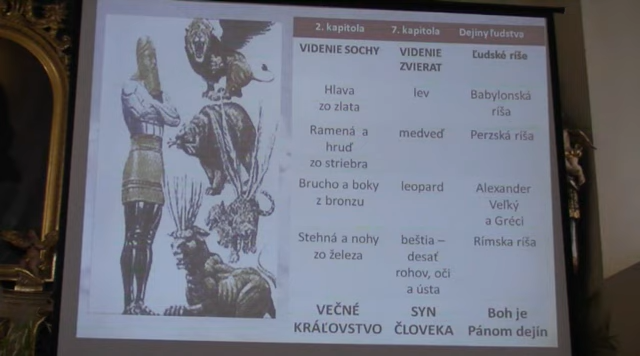 2. kapitola 7. kapitola Dejiny ľudstva
VIDENIE SOCHY VIDENIE ZVIERAT Ľudské ríše
Hlava zo zlata lev Babylonská ríša
Ramená a hruď zo striebra medveď Perzská ríša
Brucho a boky z bronzu leopard Alexander Veľký a Gréci
Stehná a nohy zo železa beštia – desať rohov, oči a ústa Rímska ríša
VEČNÉ KRÁĽOVSTVO SYN ČLOVEKA Boh je Pánom dejín